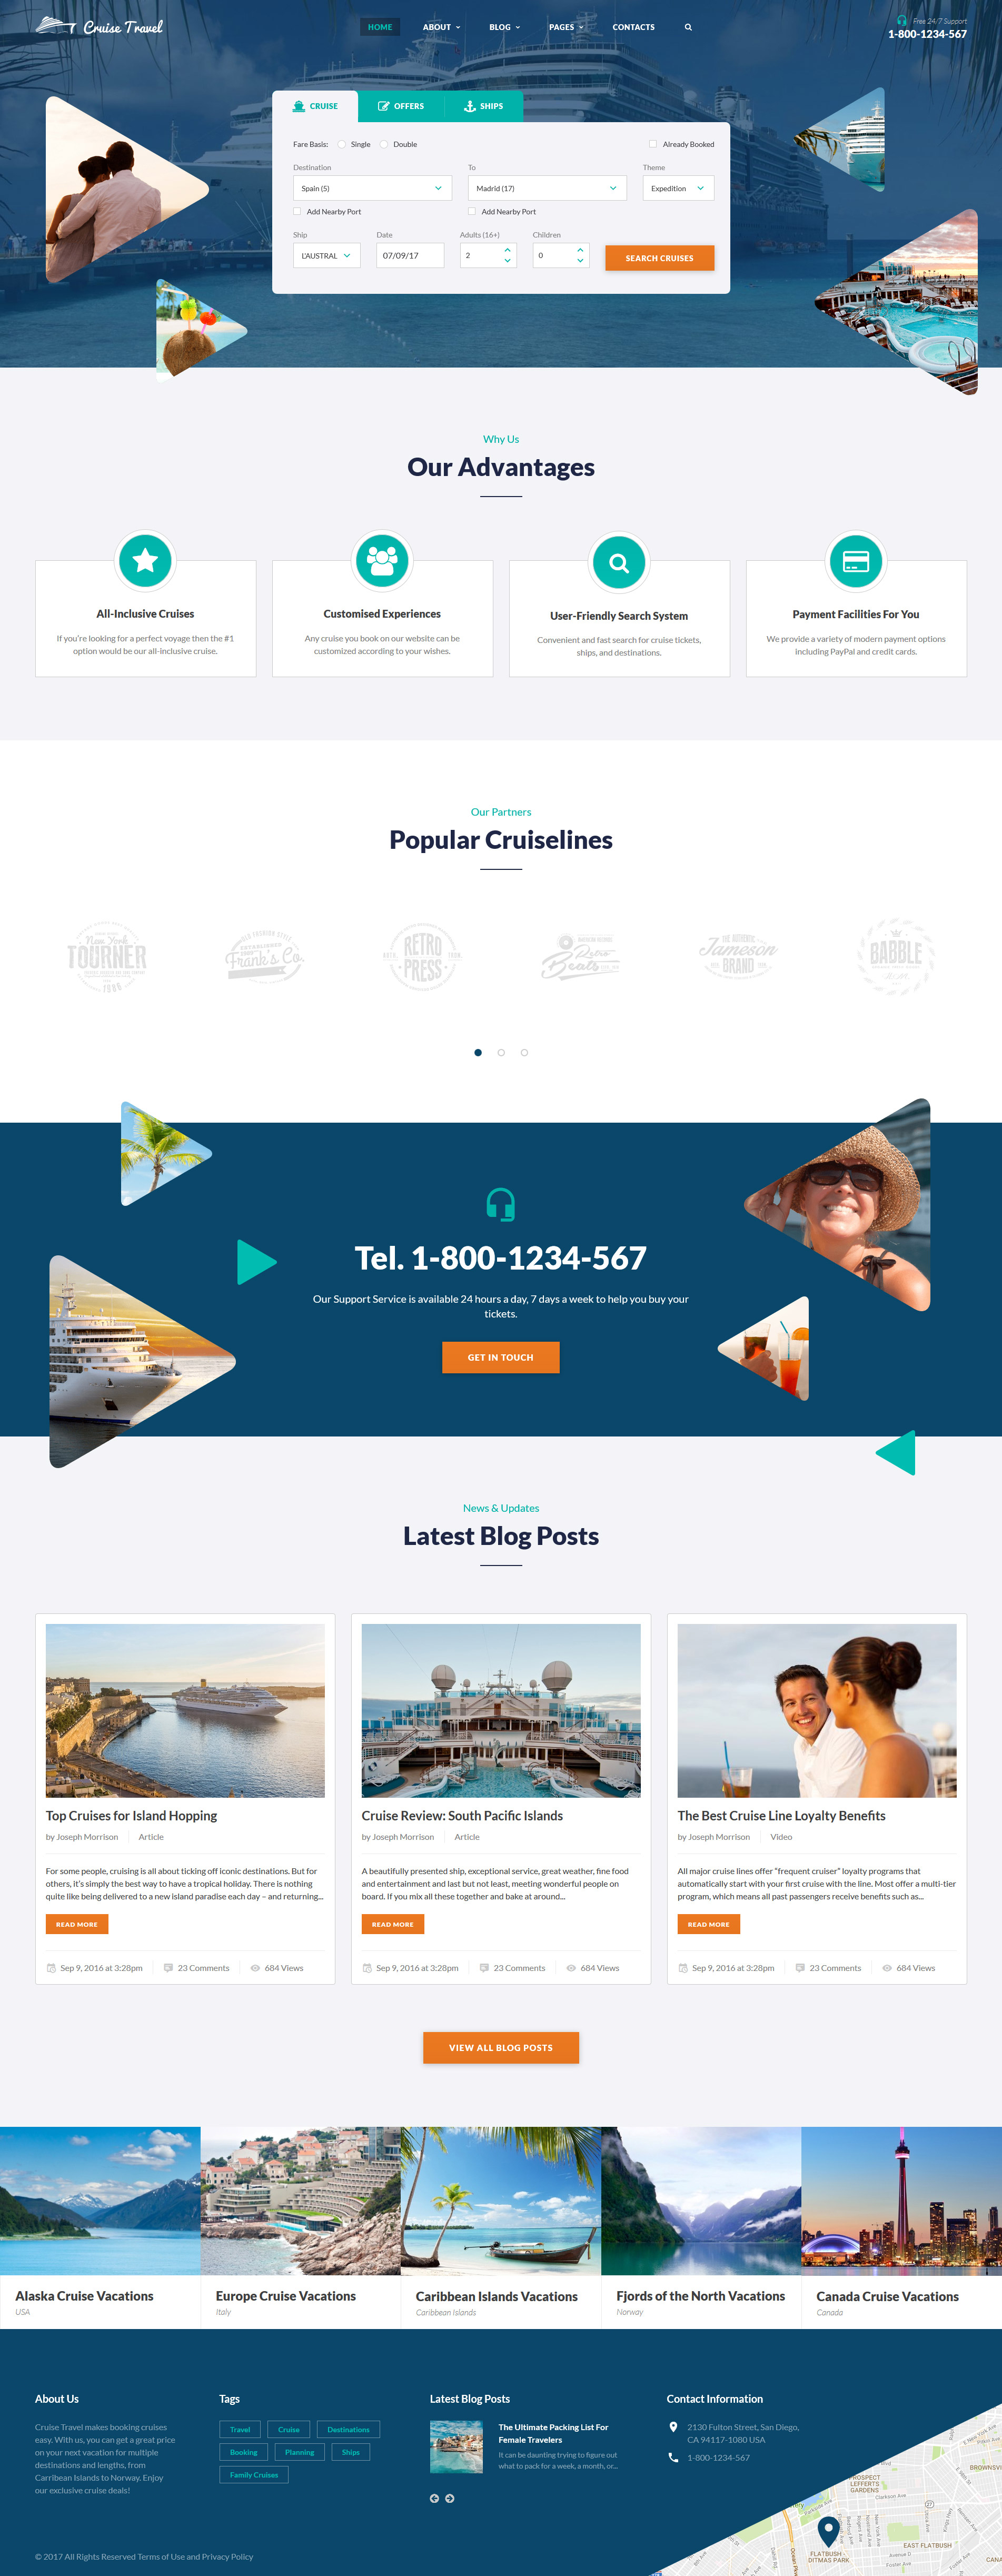 Cruise Travel
HOME ABOUT BLOG PAGES CONTACTS
Free 24/7 Support
1-800-1234-567
CRUISE OFFERS SHIPS
Fare Basis: Single Double Already Booked
Destination To Theme
Spain (5) Madrid (17) Expedition
Add Nearby Port Add Nearby Port
Ship Date Adults (16+) Children
L'AUSTRAL 07/09/17 2 0 SEARCH CRUISES
Why Us
Our Advantages
All-Inclusive Cruises
If you're looking for a perfect voyage then the #1
option would be our all-inclusive cruise.
Customised Experiences
Any cruise you book on our website can be
customized according to your wishes.
User-Friendly Search System
Convenient and fast search for cruise tickets,
ships, and destinations.
Payment Facilities For You
We provide a variety of modern payment options
including PayPal and credit cards.
Our Partners
Popular Cruiselines
New York
TOURNER
1986
OLD FASHION STYLE
ESTABLISHED
Frank's Co.
RETRO
PRESS
Retro
Beats
THE AUTHENTIC
Jameson
BRAND
BABBLE
Tel. 1-800-1234-567
Our Support Service is available 24 hours a day, 7 days a week to help you buy your
tickets.
GET IN TOUCH
News & Updates
Latest Blog Posts
Top Cruises for Island Hopping
by Joseph Morrison Article
For some people, cruising is all about ticking off iconic destinations. But for
others, it's simply the best way to have a tropical holiday. There is nothing
quite like being delivered to a new island paradise each day – and returning...
READ MORE
Sep 9, 2016 at 3:28pm 23 Comments 684 Views
Cruise Review: South Pacific Islands
by Joseph Morrison Article
A beautifully presented ship, exceptional service, great weather, fine food
and entertainment and last but not least, meeting wonderful people on
board. If you mix all these together and bake at around...
READ MORE
Sep 9, 2016 at 3:28pm 23 Comments 684 Views
The Best Cruise Line Loyalty Benefits
by Joseph Morrison Video
All major cruise lines offer “frequent cruiser” loyalty programs that
automatically start with your first cruise with the line. Most offer a multi-tier
program, which means all past passengers receive benefits such as...
READ MORE
Sep 9, 2016 at 3:28pm 23 Comments 684 Views
VIEW ALL BLOG POSTS
Alaska Cruise Vacations
USA
Europe Cruise Vacations
Italy
Caribbean Islands Vacations
Caribbean Islands
Fjords of the North Vacations
Norway
Canada Cruise Vacations
Canada
About Us
Cruise Travel makes booking cruises
easy. With us, you can get a great price
on your next vacation for multiple
destinations and lengths, from
Carribean Islands to Norway. Enjoy
our exclusive cruise deals!
Tags
Travel Cruise Destinations
Booking Planning Ships
Family Cruises
Latest Blog Posts
The Ultimate Packing List For
Female Travelers
It can be daunting trying to figure out
what to pack for a week, a month, or...
Contact Information
2130 Fulton Street, San Diego,
CA 94117-1080 USA
1-800-1234-567
PROSPECT
LEFFERTS
GARDENS
BROWNSV
Clarkson Ave
EAST FLATBUSH
FLATBUSH -
DITMAS PARK
Foster Ave
CANA
© 2017 All Rights Reserved Terms of Use and Privacy Policy